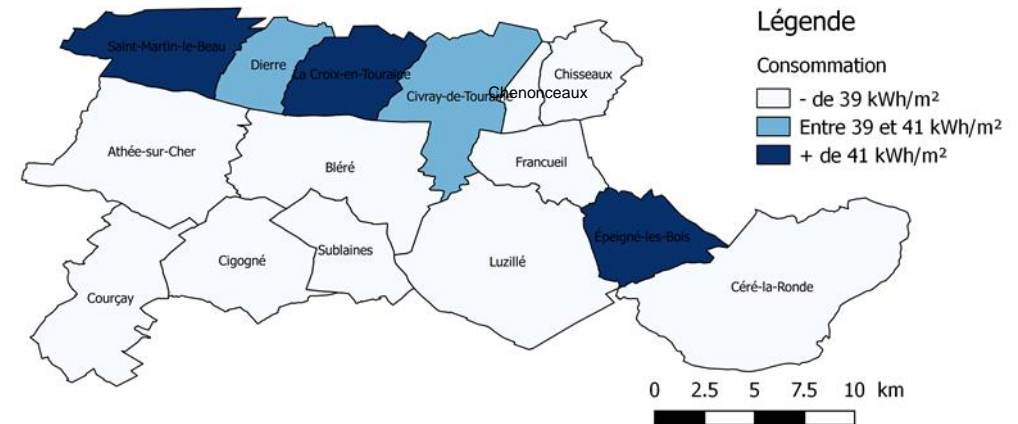 Légende
Consommation
- de 39 kWh/m²
Entre 39 et 41 kWh/m²
+ de 41 kWh/m²
Saint-Martin-le-Beau
Dierre
La Croix-en-Touraine
Civray-de-Touraine
Chenonceaux
Chisseaux
Athée-sur-Cher
Bléré
Francueil
Épeigné-les-Bois
Sublaines
Cigogné
Luzillé
Courçay
Céré-la-Ronde
0 2.5 5 7.5 10 km